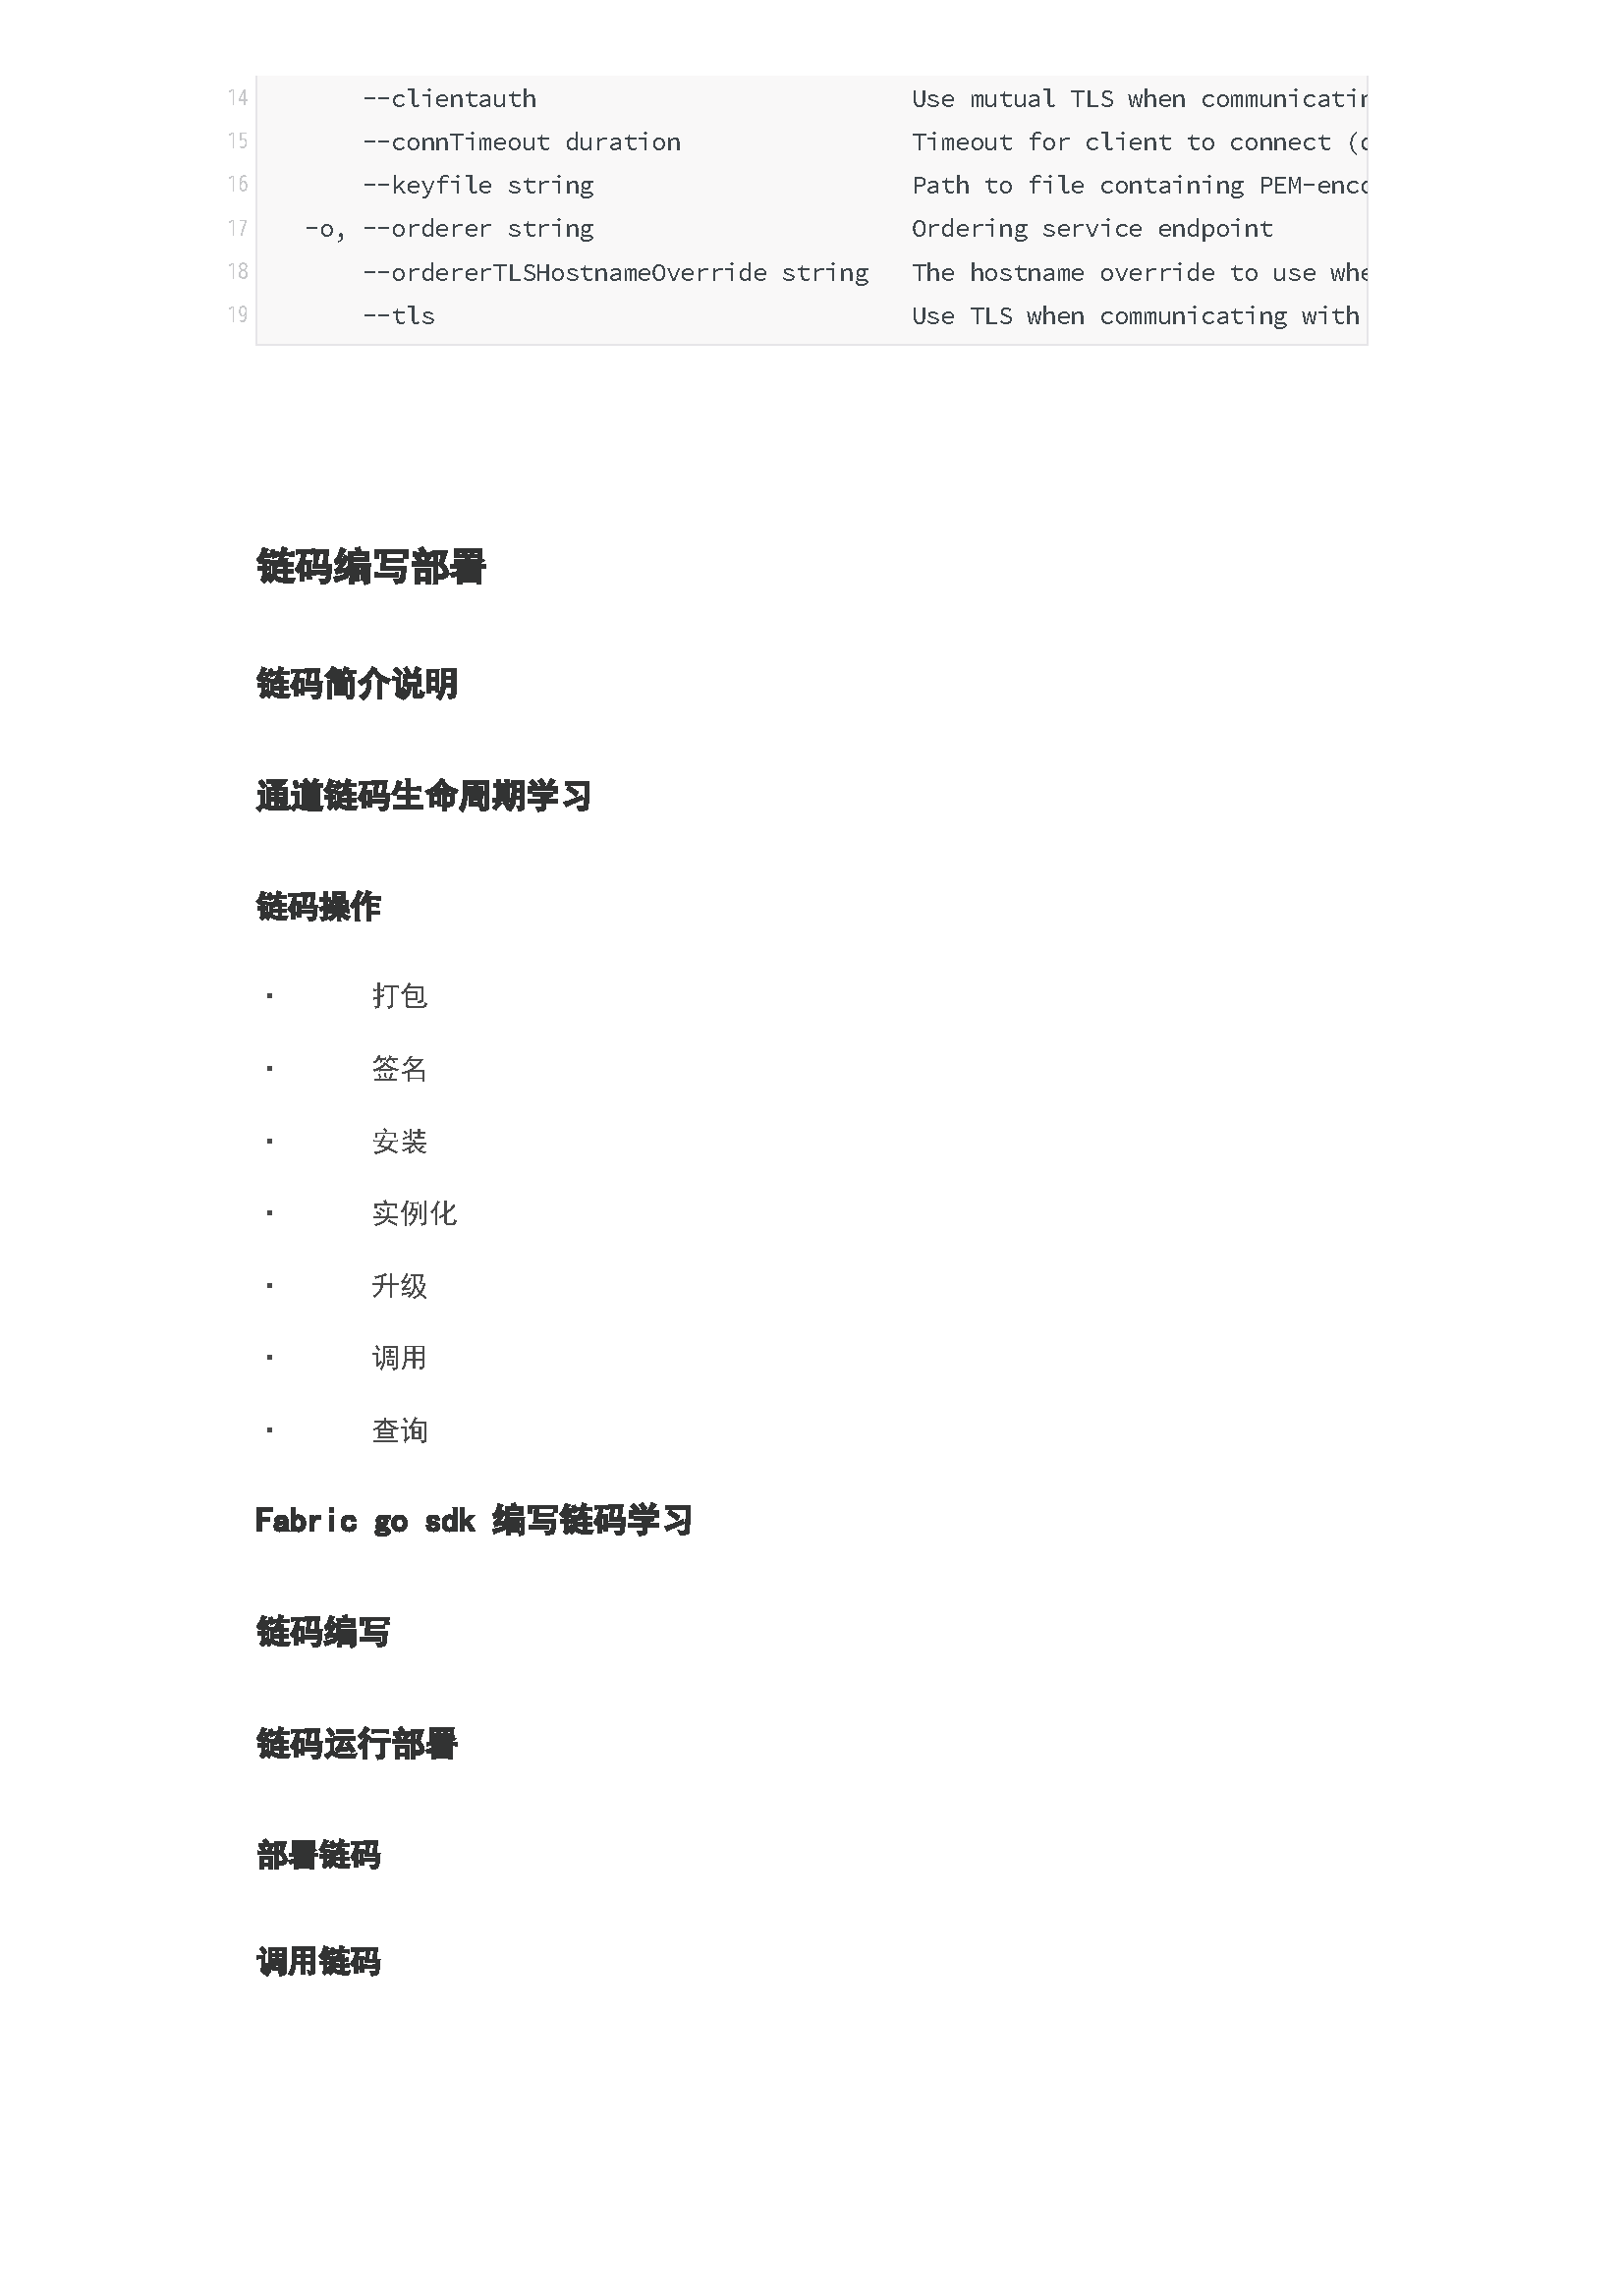 14 --clientauth Use mutual TLS when communicatin
15 --connTimeout duration Timeout for client to connect (
16 --keyfile string Path to file containing PEM-enc
17 -o, --orderer string Ordering service endpoint
18 --ordererTLSHostnameOverride string The hostname override to use whe
19 --tls Use TLS when communicating with
链码编写部署
链码简介说明
通道链码生命周期学习
链码操作
▪ 打包
▪ 签名
▪ 安装
▪ 实例化
▪ 升级
▪ 调用
▪ 查询
Fabric go sdk 编写链码学习
链码编写
链码运行部署
部署链码
调用链码